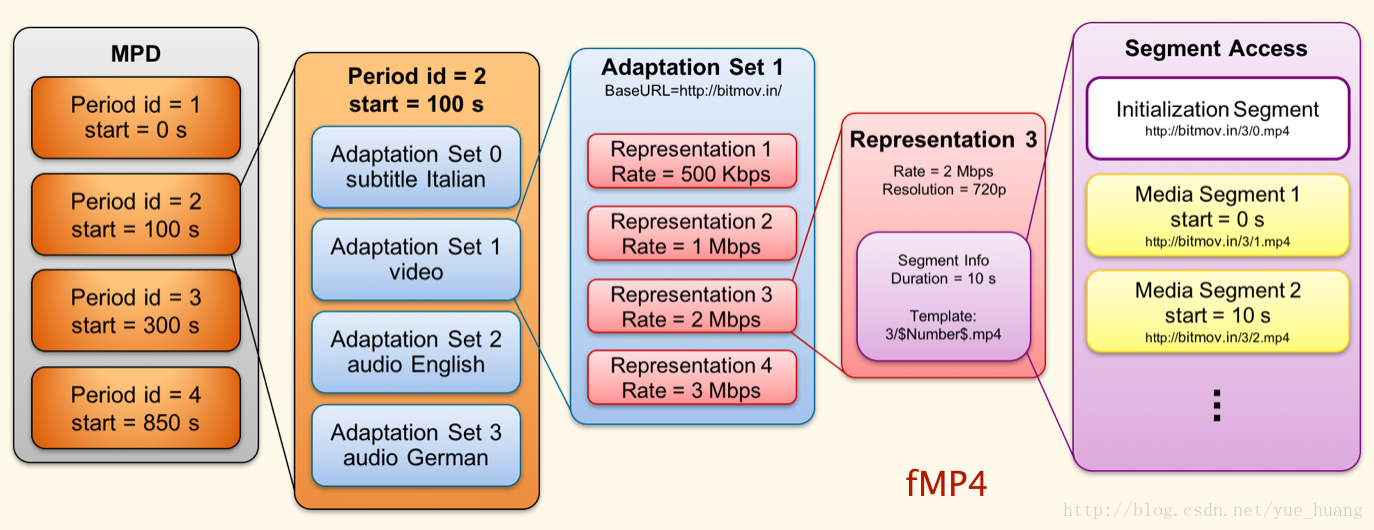 MPD
Period id = 1
start = 0 s
Period id = 2
start = 100 s
Period id = 3
start = 300 s
Period id = 4
start = 850 s
Period id = 2
start = 100 s
Adaptation Set 0
subtitle Italian
Adaptation Set 1
video
Adaptation Set 2
audio English
Adaptation Set 3
audio German
Adaptation Set 1
BaseURL=http://bitmov.in/
Representation 1
Rate = 500 Kbps
Representation 2
Rate = 1 Mbps
Representation 3
Rate = 2 Mbps
Representation 4
Rate = 3 Mbps
Representation 3
Rate = 2 Mbps
Resolution = 720p
Segment Info
Duration = 10 s
Template:
3/$Number$.mp4
Segment Access
Initialization Segment
http://bitmov.in/3/0.mp4
Media Segment 1
start = 0 s
http://bitmov.in/3/1.mp4
Media Segment 2
start = 10 s
http://bitmov.in/3/2.mp4
fMP4
http://blog.csdn.net/yue_huang